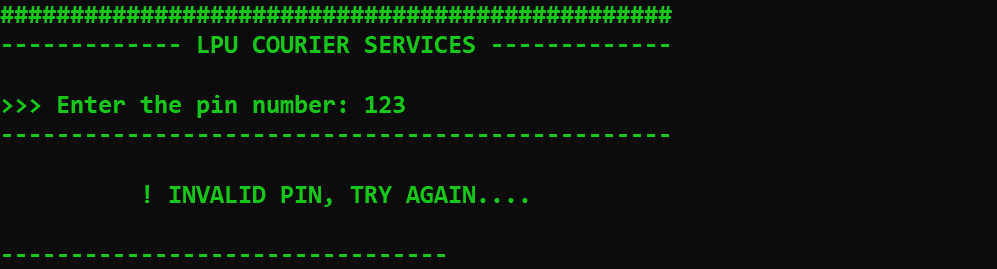 ################################################
------------- LPU COURIER SERVICES -------------
>>> Enter the pin number: 123
------------------------------------------------
! INVALID PIN, TRY AGAIN....
--------------------------------